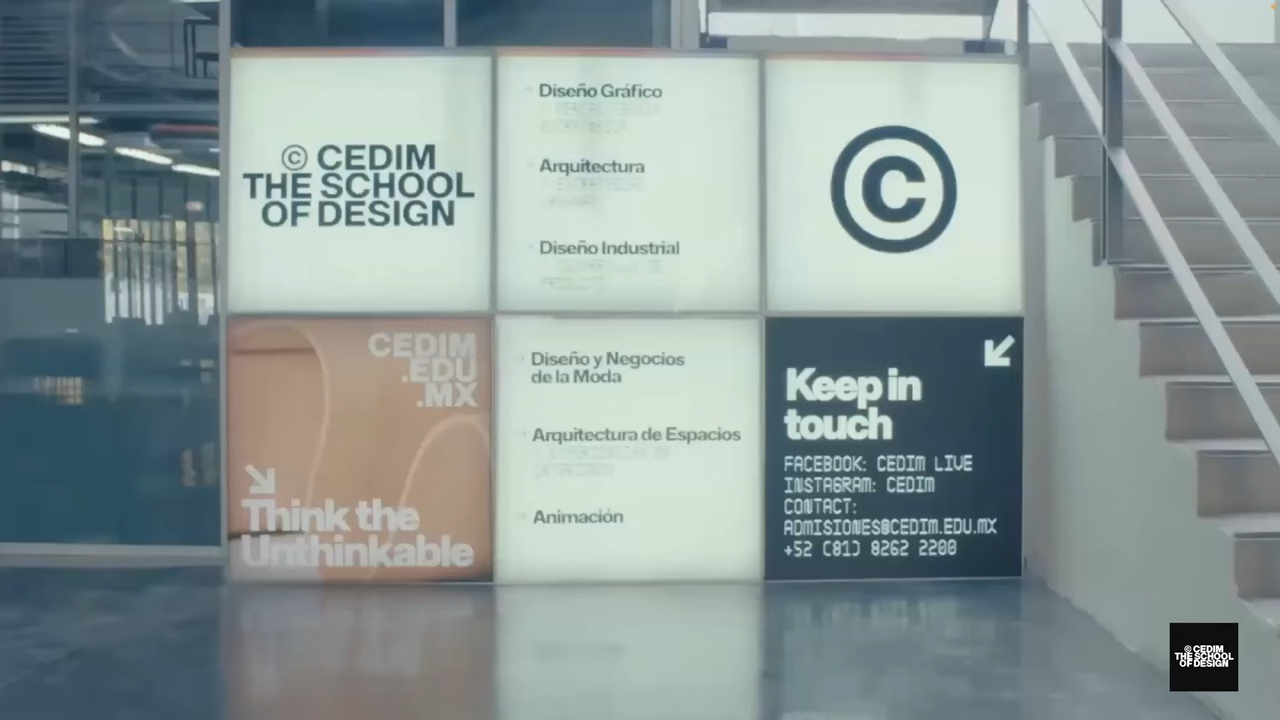 © CEDIM
THE SCHOOL
OF DESIGN
Diseño Gráfico
Arquitectura
Diseño Industrial
©
CEDIM
.EDU
.MX
Think the
Unthinkable
Diseño y Negocios
de la Moda
Arquitectura de Espacios
Animación
Keep in
touch
FACEBOOK: CEDIM LIVE
INSTAGRAM: CEDIM
CONTACT:
ADMISIONES@CEDIM.EDU.MX
+52 (81) 8262 2200
© CEDIM
THE SCHOOL
OF DESIGN